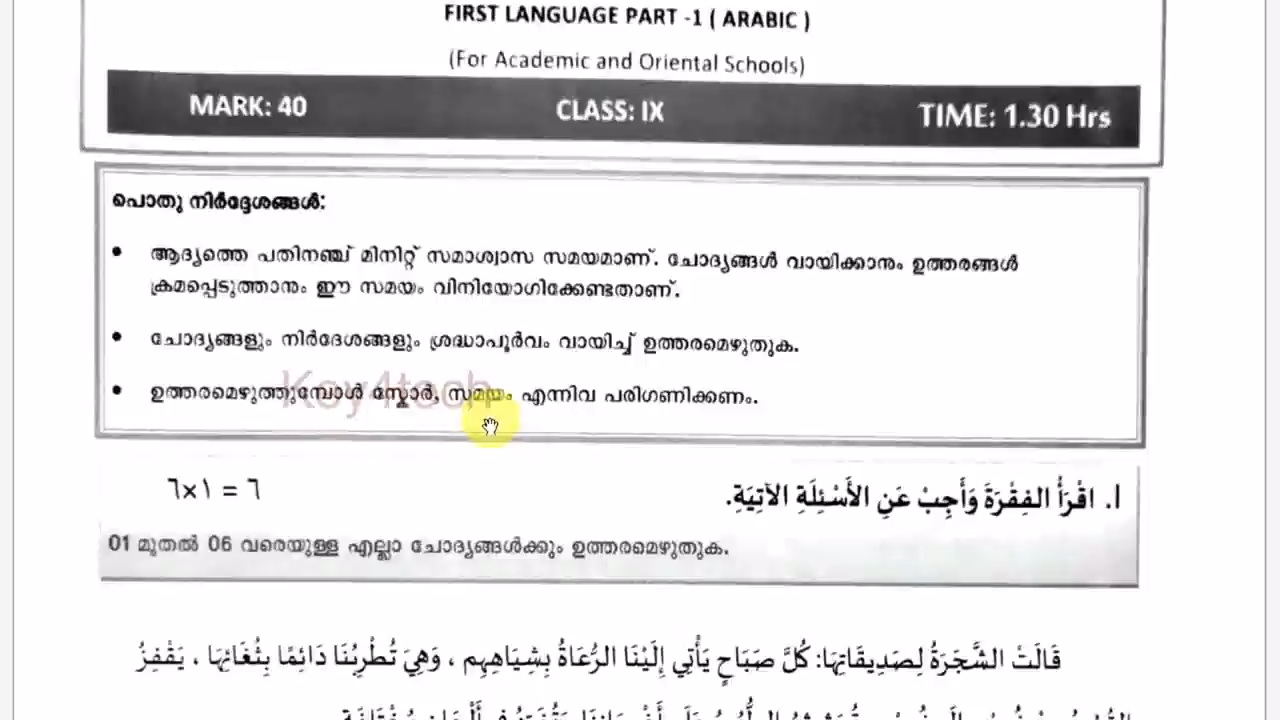 FIRST LANGUAGE PART -1 ( ARABIC )
(For Academic and Oriental Schools)
MARK: 40 CLASS: IX TIME: 1.30 Hrs
പൊതു നിർദ്ദേശങ്ങൾ:
• ആദ്യത്തെ പതിനഞ്ച് മിനിറ്റ് സമാശ്വാസ സമയമാണ്. ചോദ്യങ്ങൾ വായിക്കാനും ഉത്തരങ്ങൾ
ക്രമപ്പെടുത്താനും ഈ സമയം വിനിയോഗിക്കേണ്ടതാണ്.
• ചോദ്യങ്ങളും നിർദേശങ്ങളും ശ്രദ്ധാപൂർവം വായിച്ച് ഉത്തരമെഴുതുക.
• ഉത്തരമെഴുത്തുമ്പോൾ സ്കോർ, സമയം എന്നിവ പരിഗണിക്കണം.
Key4tech
ا. اقْرَأْ الفِقْرَةَ وَأَجِبْ عَنِ الأَسْئِلَةِ الآتِيَةِ. ٦x١ = ٦
01 മുതൽ 06 വരെയുള്ള എല്ലാ ചോദ്യങ്ങൾക്കും ഉത്തരമെഴുതുക.
قَالَتْ الشَّجَرَةُ لِصَدِيقَاتِهَا: كُلَّ صَبَاحٍ يَأْتِي إِلَيْنَا الرُّعَاةُ بِشِيَاهِهِم ، وَهِيَ تُطْرِبُنَا دَائِمًا بِثُغَائِهَا ، يَقْفِزُ